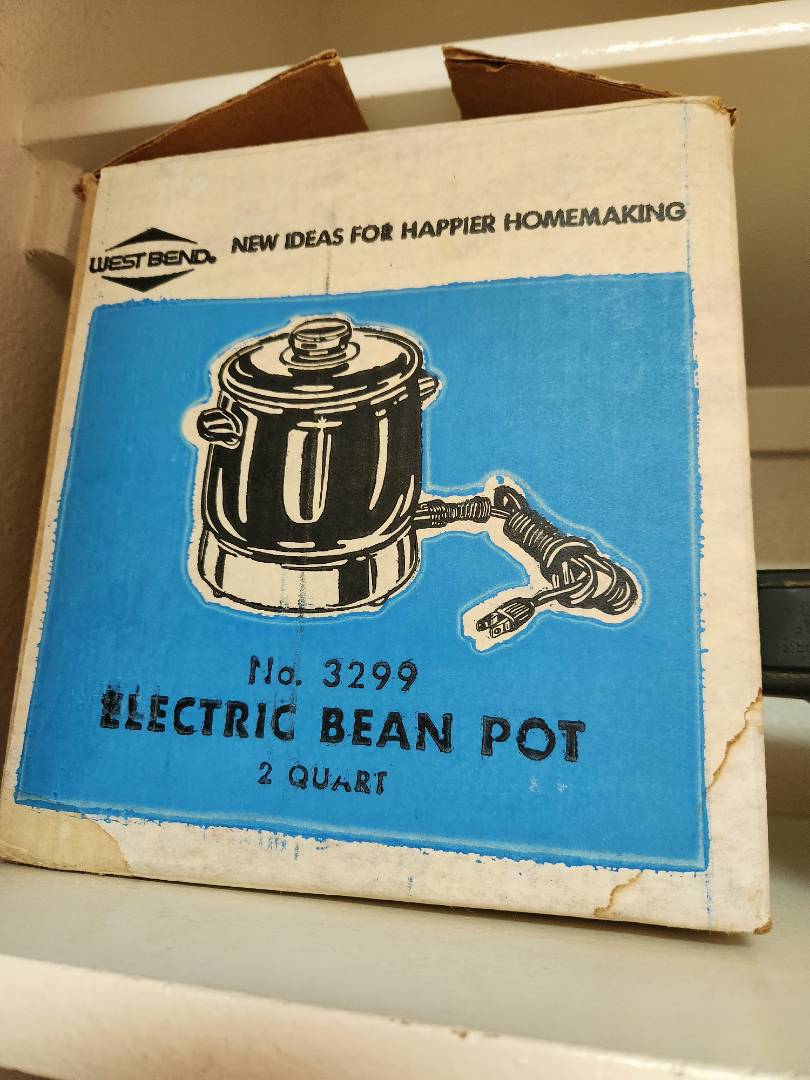 WEST BEND®
NEW IDEAS FOR HAPPIER HOMEMAKING
No. 3299
ELECTRIC BEAN POT
2 QUART